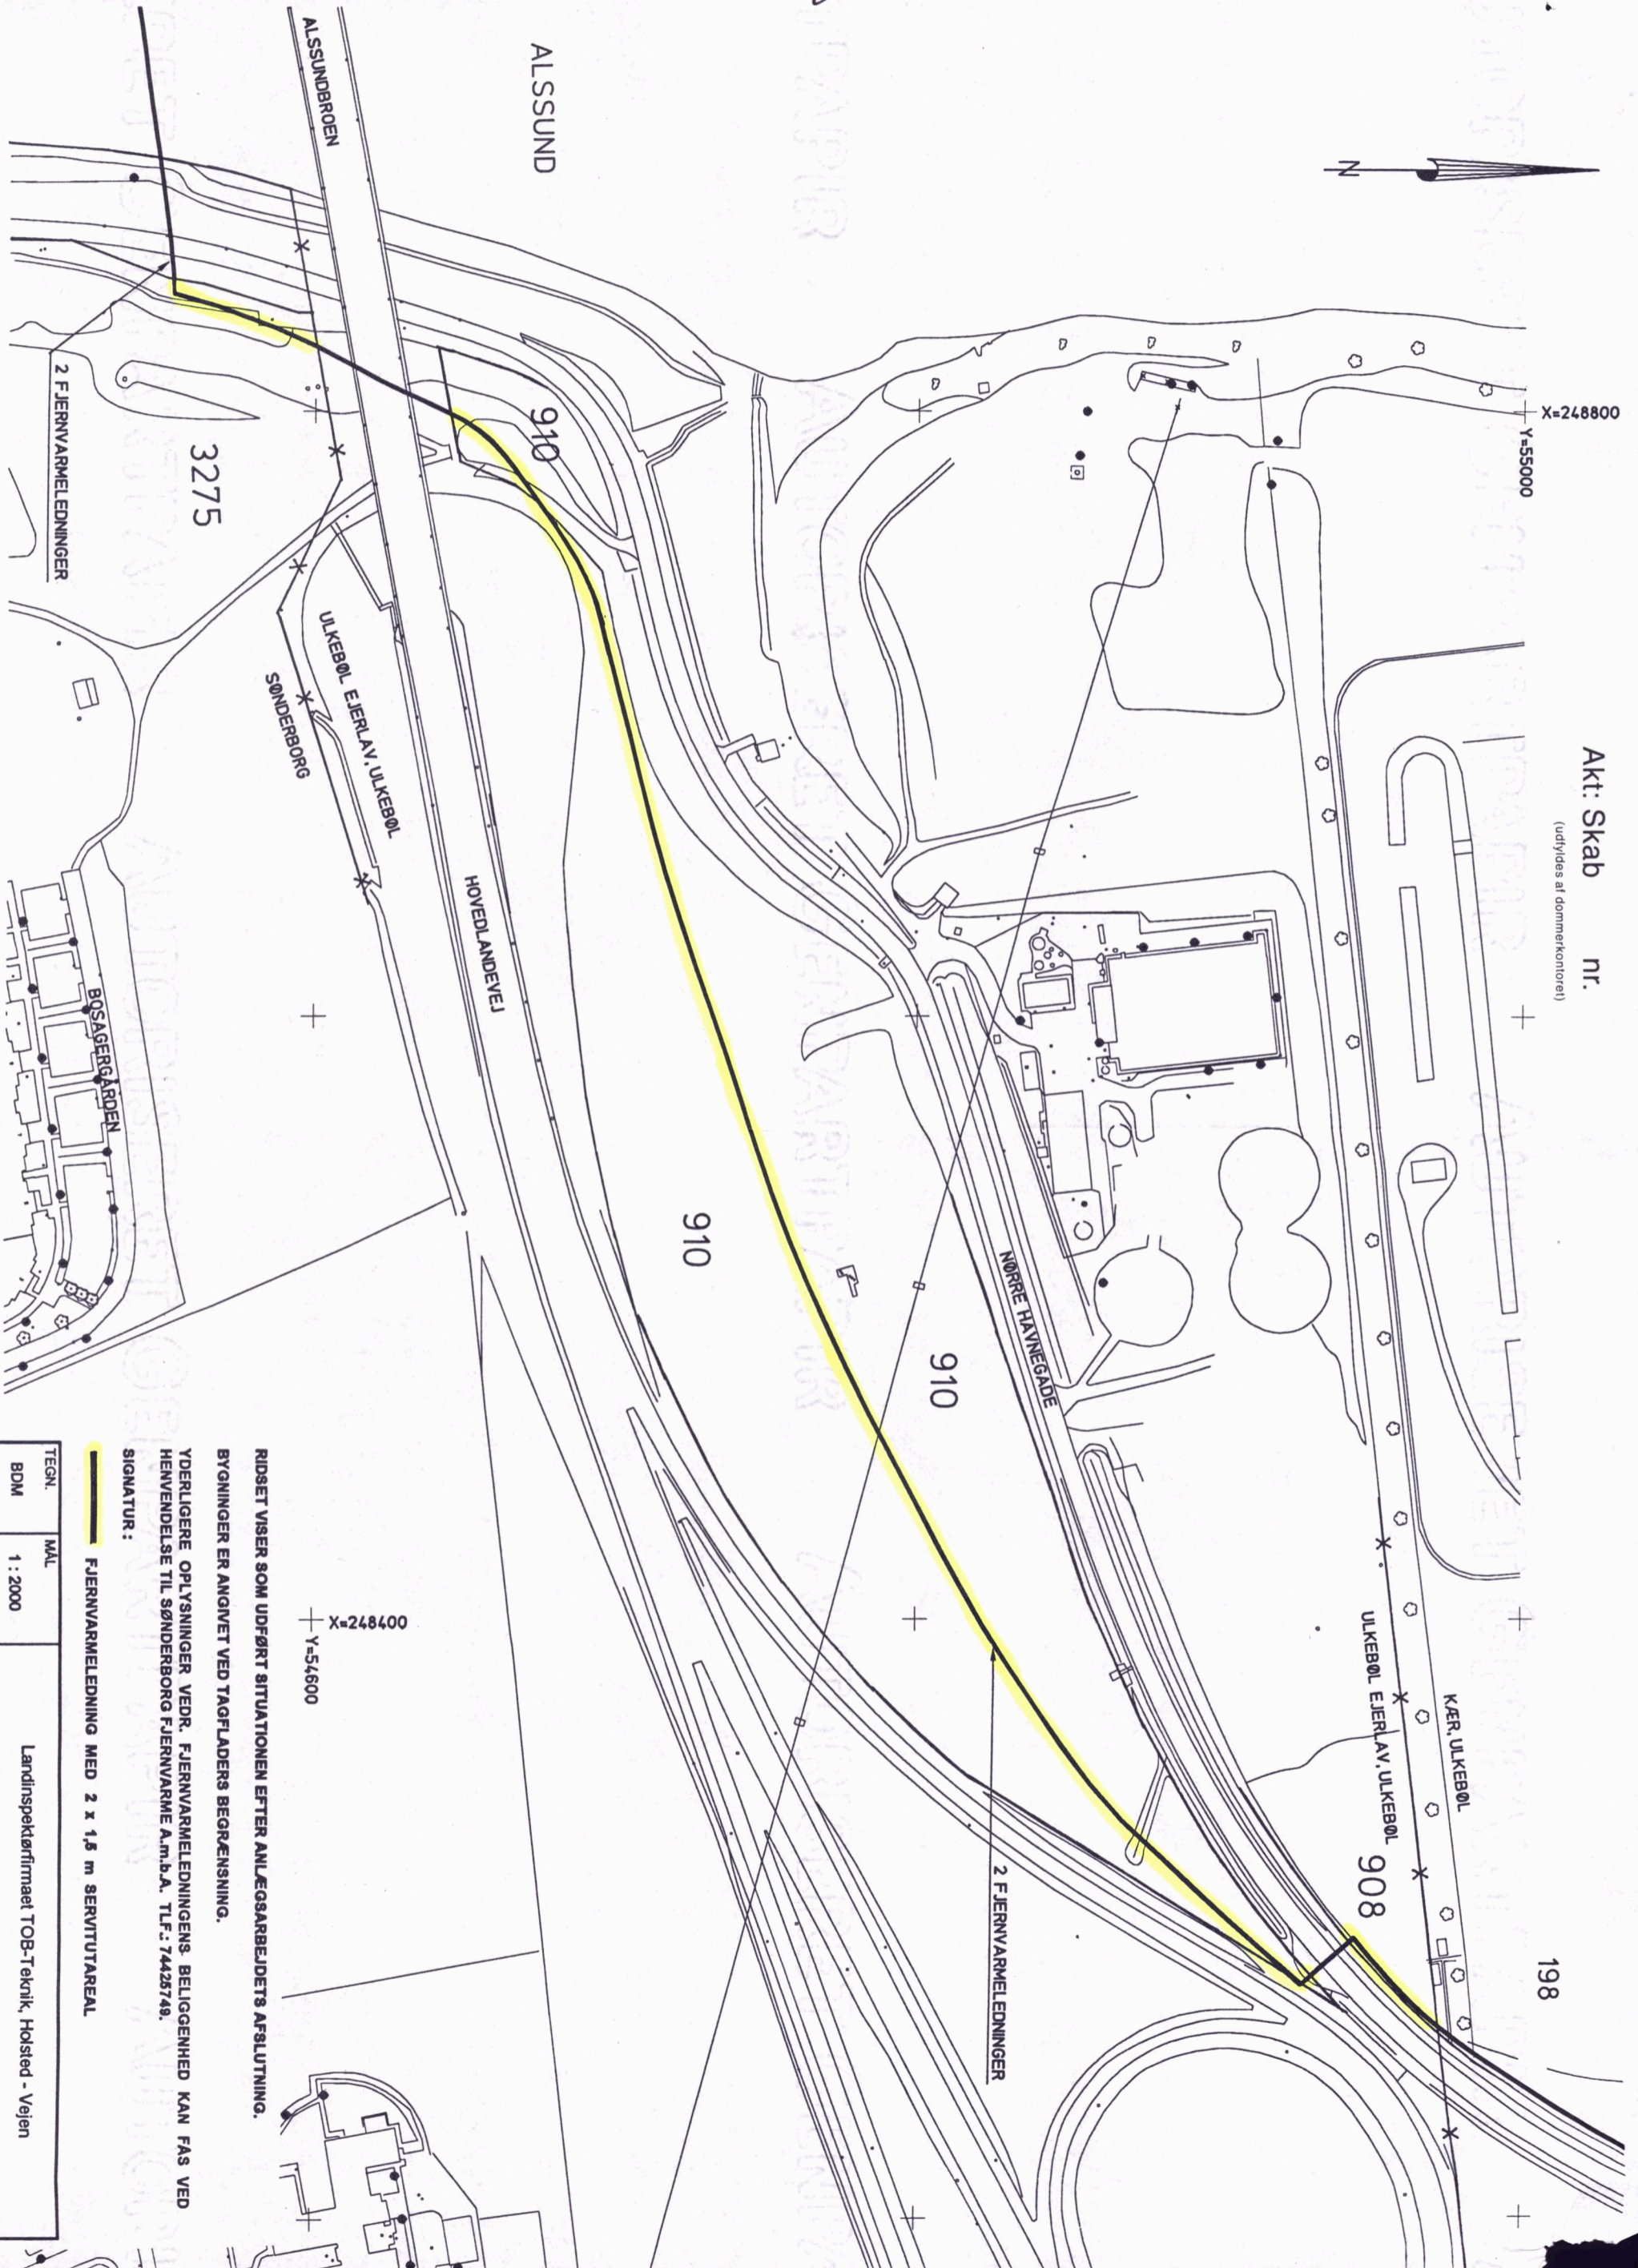 Akt: Skab nr.
(udfyldes af dommerkontoret)
X=248800
Y=55000
N
ALSSUND
ALSSUNDBROEN
910
3275
2 FJERNVARMELEDNINGER
ULKEBØL EJERLAV, ULKEBØL
SØNDERBORG
HOVEDLANDEVEJ
BOSAGERGÅRDEN
910
910
NØRRE HAVNEGADE
X=248400
Y=54600
KÆR, ULKEBØL
ULKEBØL EJERLAV, ULKEBØL
908
198
2 FJERNVARMELEDNINGER
RIDSET VISER SOM UDFØRT SITUATIONEN EFTER ANLÆGSARBEJDETS AFSLUTNING.
BYGNINGER ER ANGIVET VED TAGFLADERS BEGRÆNSNING.
YDERLIGERE OPLYSNINGER VEDR. FJERNVARMELEDNINGENS BELIGGENHED KAN FÅS VED
HENVENDELSE TIL SØNDERBORG FJERNVARME A.m.b.A. TLF.: 74425749.
SIGNATUR :
FJERNVARMELEDNING MED 2 x 1,5 m SERVITUTAREAL
TEGN. MÅL
BDM 1 : 2000 Landinspektørfirmaet TOB-Teknik, Holsted - Vejen